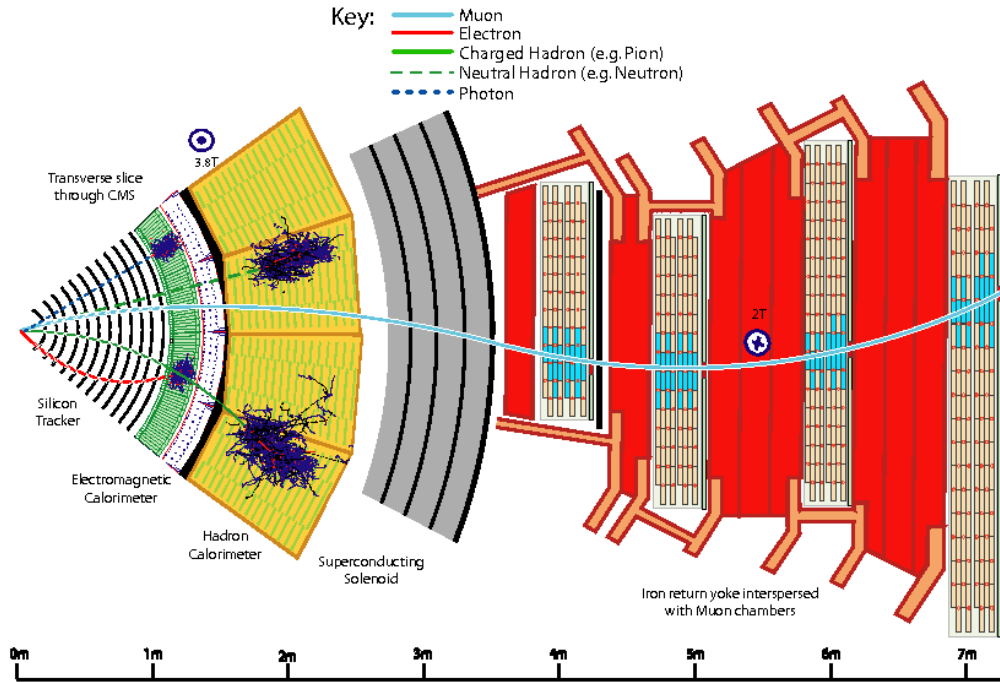 Key:
Muon
Electron
Charged Hadron (e.g. Pion)
Neutral Hadron (e.g. Neutron)
Photon
3.8T
Transverse slice
through CMS
2T
Silicon
Tracker
Electromagnetic
Calorimeter
Hadron
Calorimeter
Superconducting
Solenoid
Iron return yoke interspersed
with Muon chambers
0m 1m 2m 3m 4m 5m 6m 7m